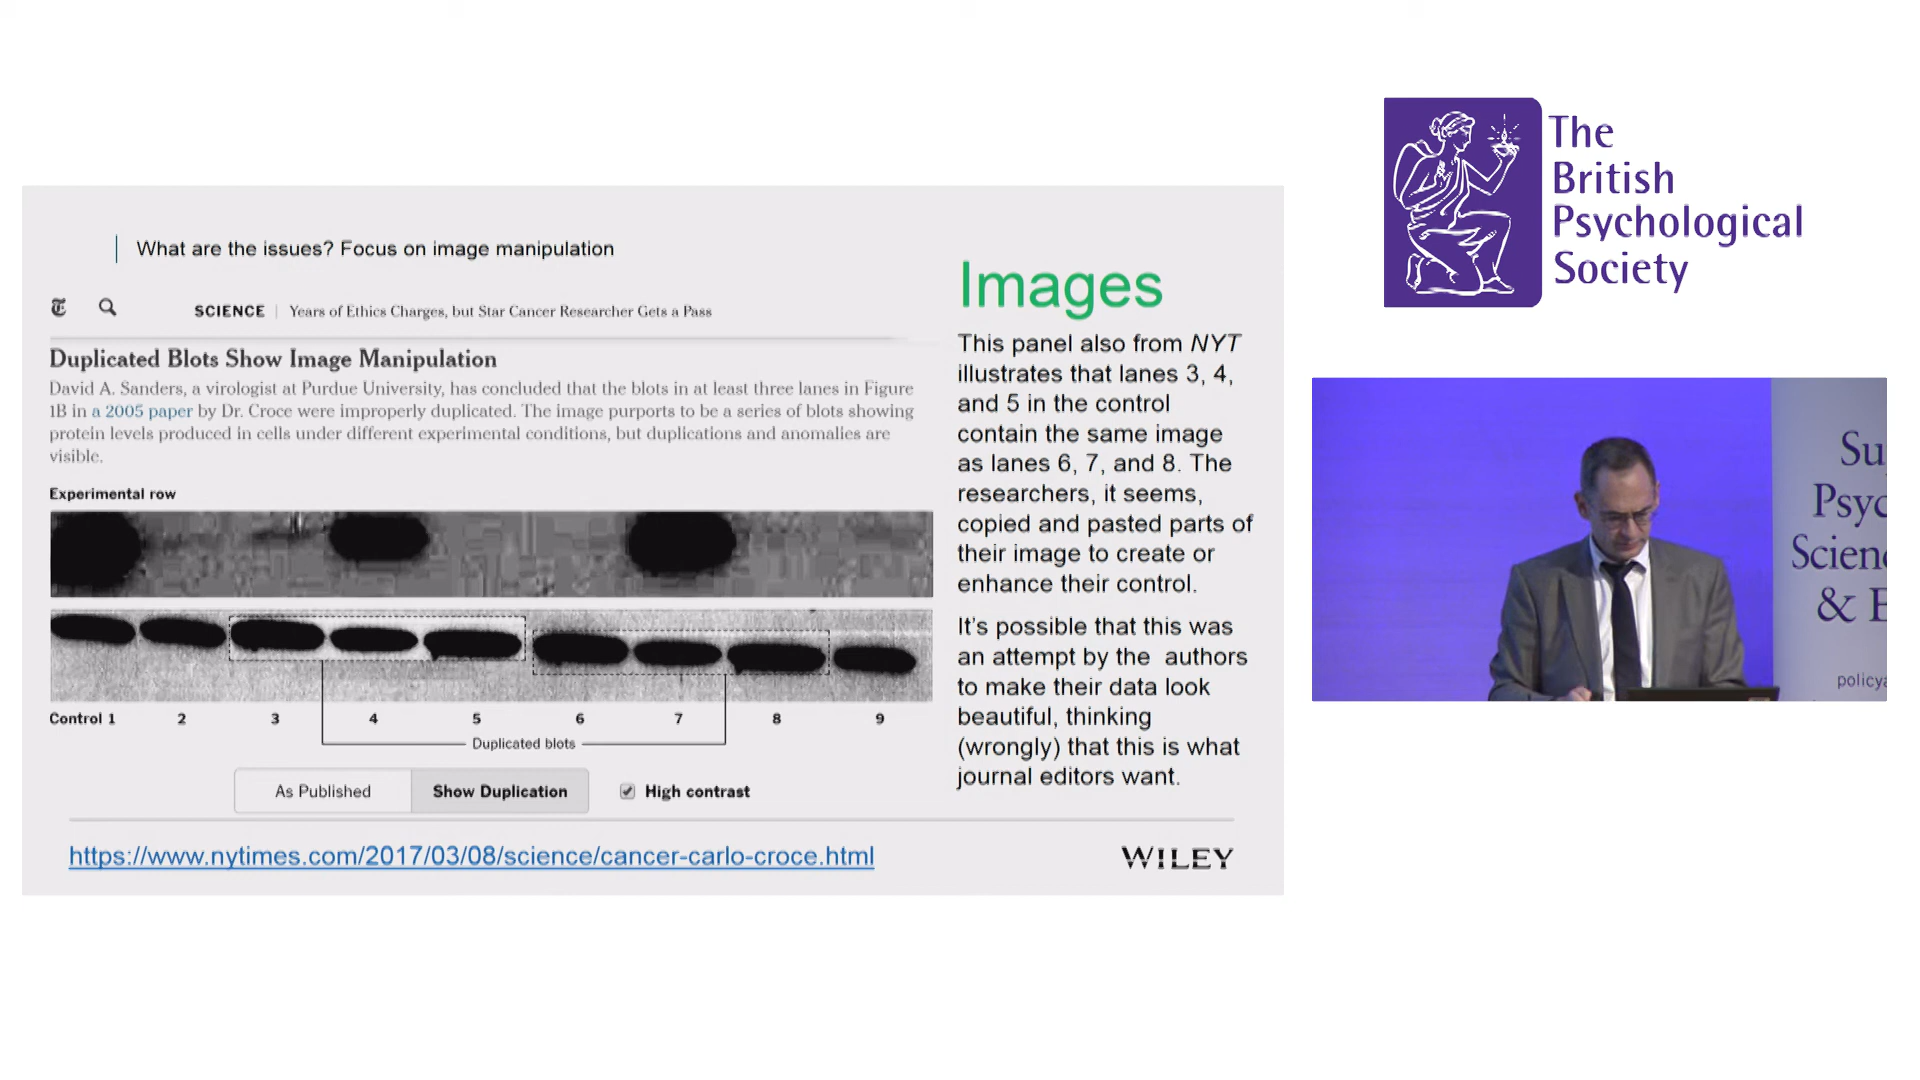 What are the issues? Focus on image manipulation
SCIENCE | Years of Ethics Charges, but Star Cancer Researcher Gets a Pass
Duplicated Blots Show Image Manipulation
David A. Sanders, a virologist at Purdue University, has concluded that the blots in at least three lanes in Figure
1B in a 2005 paper by Dr. Croce were improperly duplicated. The image purports to be a series of blots showing
protein levels produced in cells under different experimental conditions, but duplications and anomalies are
visible.
Experimental row
Control 1 2 3 4 5 6 7 8 9
Duplicated blots
As Published Show Duplication High contrast
https://www.nytimes.com/2017/03/08/science/cancer-carlo-croce.html
Images
This panel also from NYT
illustrates that lanes 3, 4,
and 5 in the control
contain the same image
as lanes 6, 7, and 8. The
researchers, it seems,
copied and pasted parts of
their image to create or
enhance their control.
It's possible that this was
an attempt by the authors
to make their data look
beautiful, thinking
(wrongly) that this is what
journal editors want.
WILEY
The
British
Psychological
Society
Su
Psyc
Scien
& E
policya